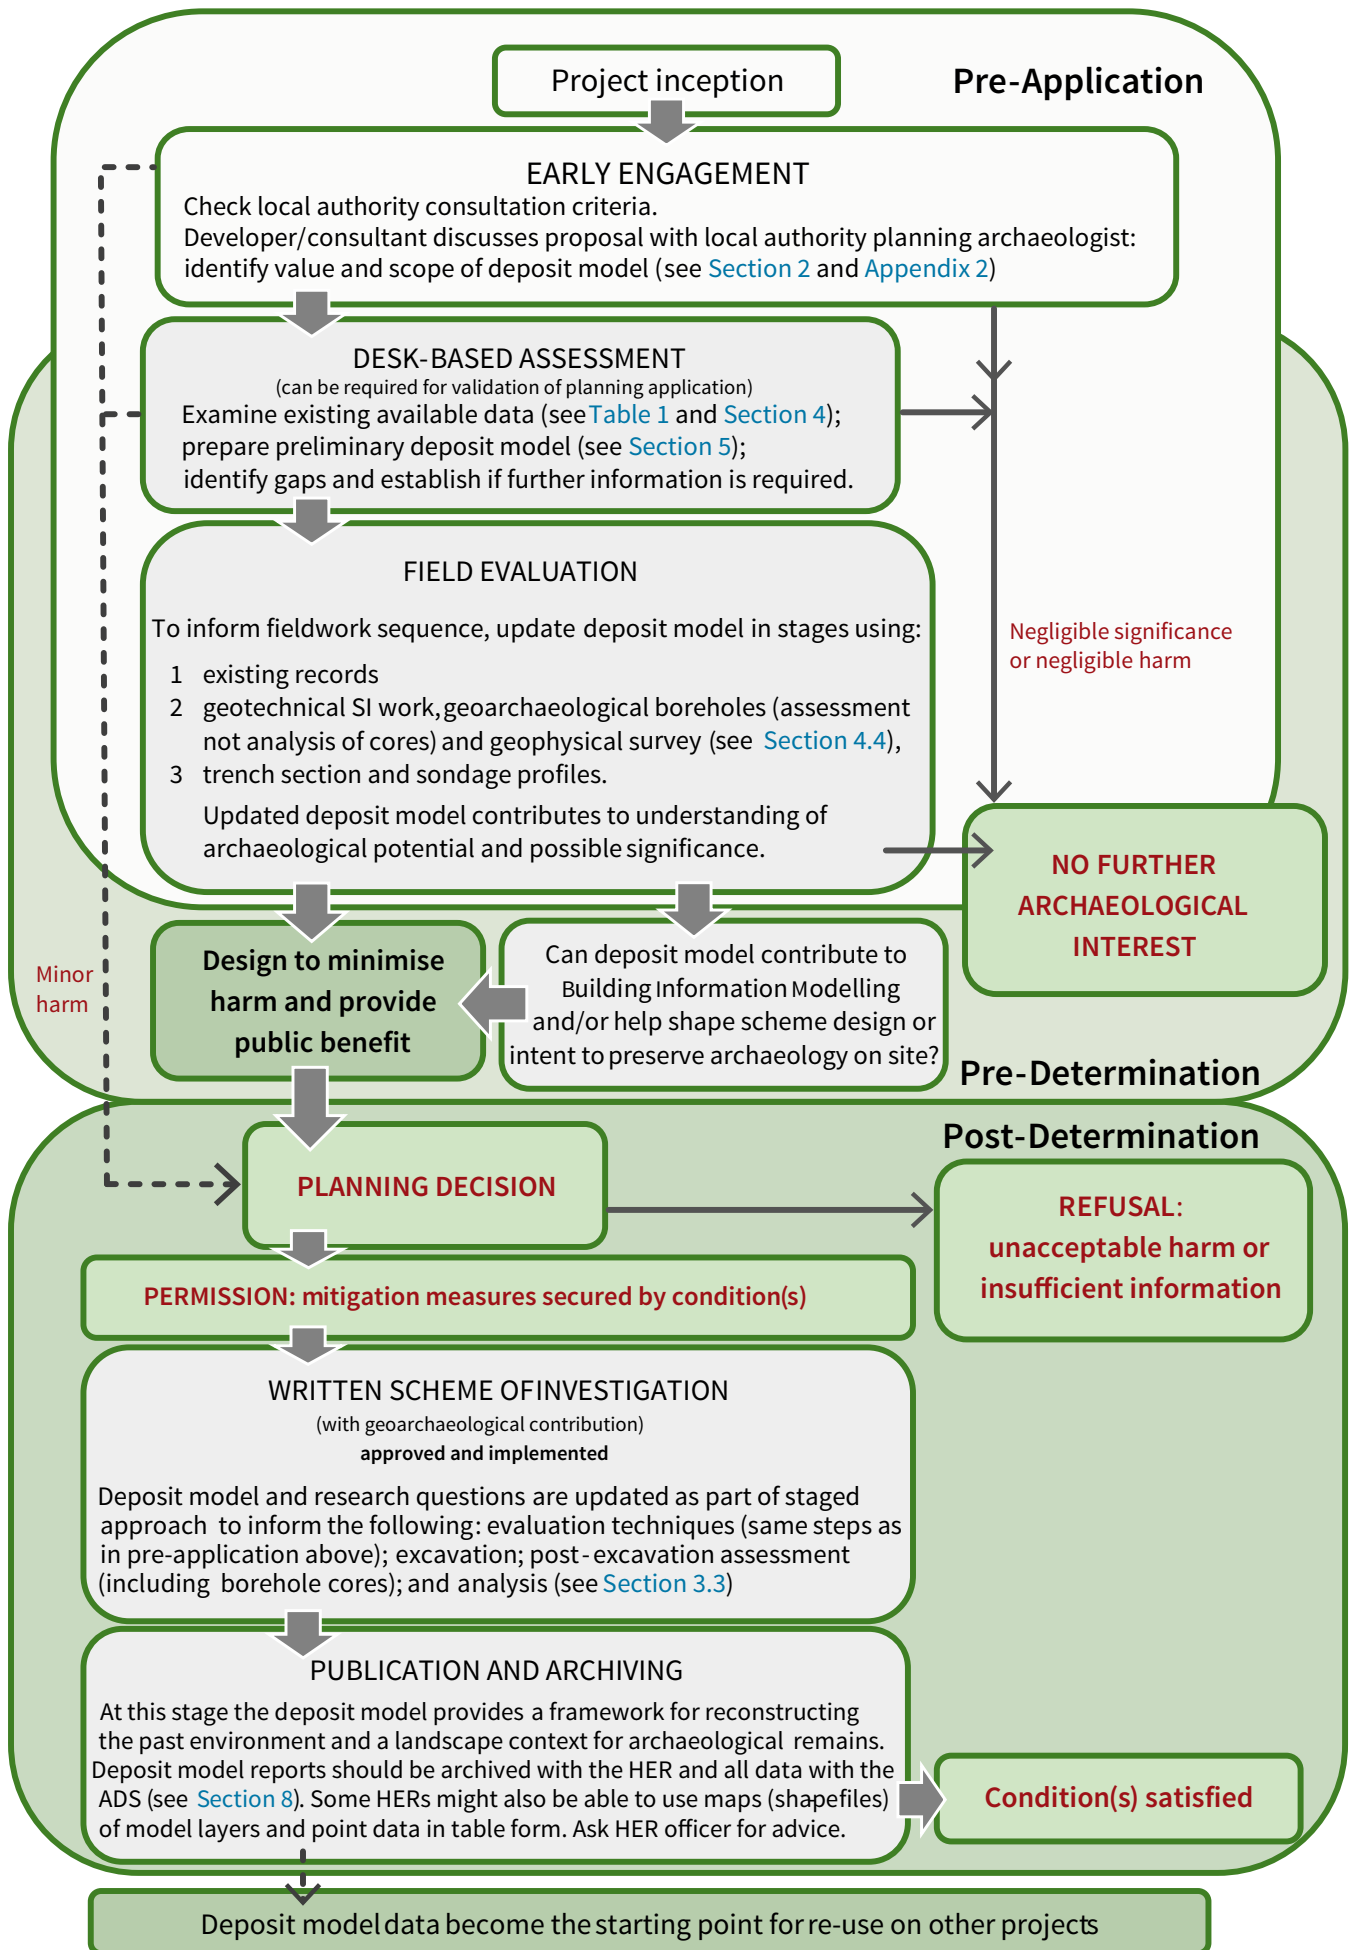 Project inception
Pre-Application
EARLY ENGAGEMENT
Check local authority consultation criteria.
Developer/consultant discusses proposal with local authority planning archaeologist:
identify value and scope of deposit model (see Section 2 and Appendix 2)
DESK-BASED ASSESSMENT
(can be required for validation of planning application)
Examine existing available data (see Table 1 and Section 4);
prepare preliminary deposit model (see Section 5);
identify gaps and establish if further information is required.
FIELD EVALUATION
To inform fieldwork sequence, update deposit model in stages using:
1 existing records
2 geotechnical SI work, geoarchaeological boreholes (assessment
not analysis of cores) and geophysical survey (see Section 4.4),
3 trench section and sondage profiles.
Updated deposit model contributes to understanding of
archaeological potential and possible significance.
Negligible significance
or negligible harm
NO FURTHER
ARCHAEOLOGICAL
INTEREST
Minor
harm
Design to minimise
harm and provide
public benefit
Can deposit model contribute to
Building Information Modelling
and/or help shape scheme design or
intent to preserve archaeology on site?
Pre-Determination
Post-Determination
PLANNING DECISION
REFUSAL:
unacceptable harm or
insufficient information
PERMISSION: mitigation measures secured by condition(s)
WRITTEN SCHEME OF INVESTIGATION
(with geoarchaeological contribution)
approved and implemented
Deposit model and research questions are updated as part of staged
approach to inform the following: evaluation techniques (same steps as
in pre-application above); excavation; post-excavation assessment
(including borehole cores); and analysis (see Section 3.3)
PUBLICATION AND ARCHIVING
At this stage the deposit model provides a framework for reconstructing
the past environment and a landscape context for archaeological remains.
Deposit model reports should be archived with the HER and all data with the
ADS (see Section 8). Some HERs might also be able to use maps (shapefiles)
of model layers and point data in table form. Ask HER officer for advice.
Condition(s) satisfied
Deposit model data become the starting point for re-use on other projects